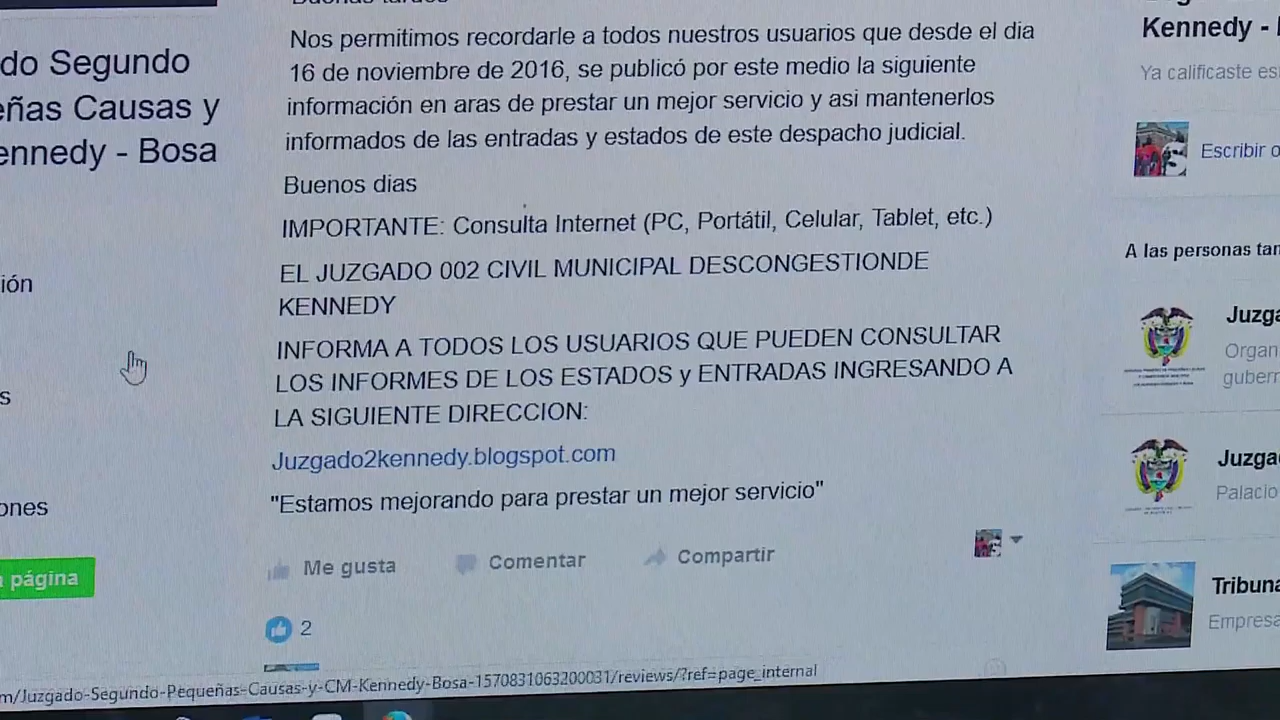 Buenas tardes
Nos permitimos recordarle a todos nuestros usuarios que desde el dia
16 de noviembre de 2016, se publicó por este medio la siguiente
información en aras de prestar un mejor servicio y asi mantenerlos
informados de las entradas y estados de este despacho judicial.
Buenos dias
IMPORTANTE: Consulta Internet (PC, Portátil, Celular, Tablet, etc.)
EL JUZGADO 002 CIVIL MUNICIPAL DESCONGESTIONDE
KENNEDY
INFORMA A TODOS LOS USUARIOS QUE PUEDEN CONSULTAR
LOS INFORMES DE LOS ESTADOS y ENTRADAS INGRESANDO A
LA SIGUIENTE DIRECCION:
Juzgado2kennedy.blogspot.com
"Estamos mejorando para prestar un mejor servicio"
Me gusta
Comentar
Compartir
2
do Segundo
eñas Causas y
ennedy - Bosa
ión
s
ones
a página
Kennedy -
Ya calificaste es
Escribir o
A las personas tam
Juzga
Organ
gubern
Juzga
Palacio
Tribuna
Empresa
m/Juzgado-Segundo-Pequeñas-Causas-y-CM-Kennedy-Bosa-1570831063200031/reviews/?ref=page_internal